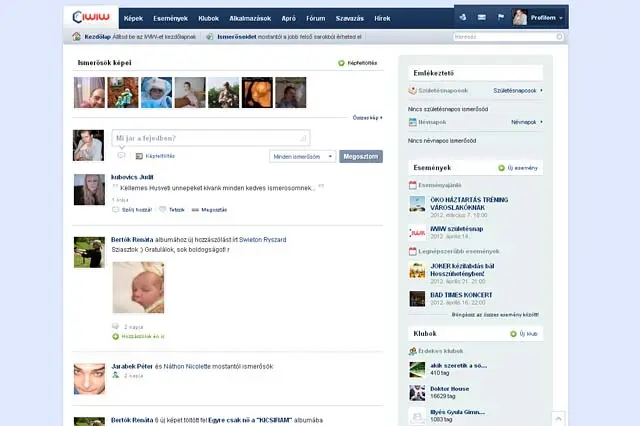 iWiW
Képek Események Klubok Alkalmazások Apró Fórum Szavazás Hírek
Profilom
Kezdőlap Állítsd be az iWiW-et kezdőlapnak
Ismerőseidet mostantól a jobb felső sarokból érheted el
Keresés
Ismerősök képei
Képfeltöltés
Összes kép
Mi jár a fejedben?
Képfeltöltés
Minden ismerősöm
Megosztom
kubovics Judit
Kellemes Husveti unnepeket kivank minden kedves ismerosomnek...
Szólj hozzá! Tetszik Megosztás
Bertók Renáta albumához új hozzászólást írt Swieton Ryszard
Sziasztok :) Gratulálok, sok boldogságot! r
2 napja
Hozzászólok én is
Jarabek Péter és Náthon Nicolette mostantól ismerősök
2 napja
Bertók Renáta 6 új képet töltött fel Egyre csak nő a "KICSIFIAM" albumába
Emlékeztető
Születésnaposok
Születésnaposok
Nincs születésnapos ismerősöd
Névnapok
Névnapok
Nincs névnapos ismerősöd
Események
Új esemény
Eseményajánló
ÖKO HÁZTARTÁS TRÉNING
VÁROSLAKÓKNAK
2012. március 7. 18:00
iWiW születésnap
2012. április 14.
Legnépszerűbb események
JOKER kézilabdás bál
Hosszúhetényben!
2012. április 21. 21:00
BAD TIMES KONCERT
2012. április 16. 22:00
Böngéssz az összes esemény között!
Klubok
Új klub
Érdekes klubok
akik szeretik a sö...
410 tag
Doktor House
16629 tag
Illyés Gyula Gimn...
1083 tag